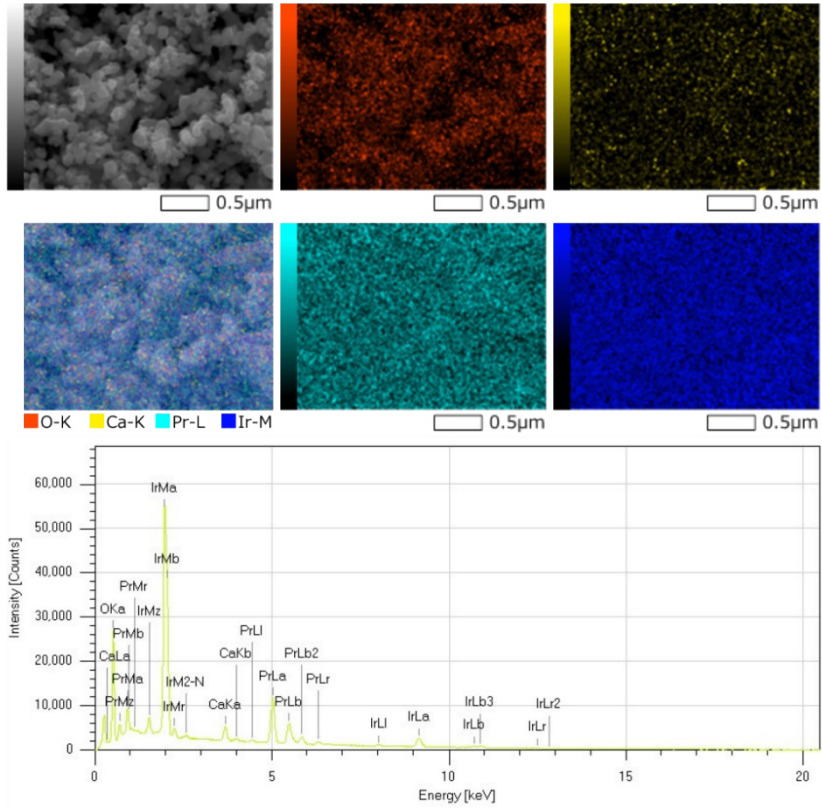 0.5μm 0.5μm 0.5μm
O-K Ca-K Pr-L Ir-M 0.5μm 0.5μm
60,000
50,000
40,000
30,000
20,000
10,000
0
Intensity [Counts]
IrMa
IrMb
PrMr
OKa
IrMz
PrMb
CaLa
PrMa
PrMz
IrM2-N
IrMr
CaKa
CaKb
PrLl
PrLa
PrLb2
PrLb
PrLr
IrLl
IrLa
IrLb3
IrLb
IrLr2
IrLr
0 5 10 15 20
Energy [keV]